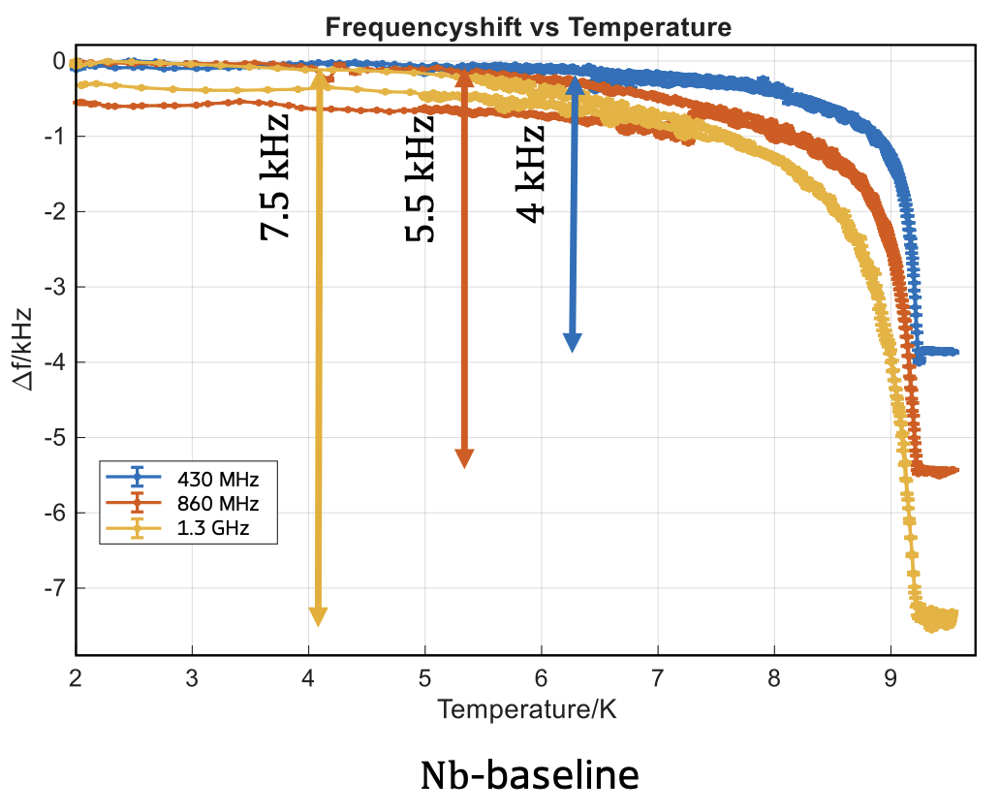 Frequencyshift vs Temperature
0
-1
-2
-3
-4
-5
-6
-7
Δf/kHz
7.5 kHz
5.5 kHz
4 kHz
430 MHz
860 MHz
1.3 GHz
2 3 4 5 6 7 8 9
Temperature/K
Nb-baseline